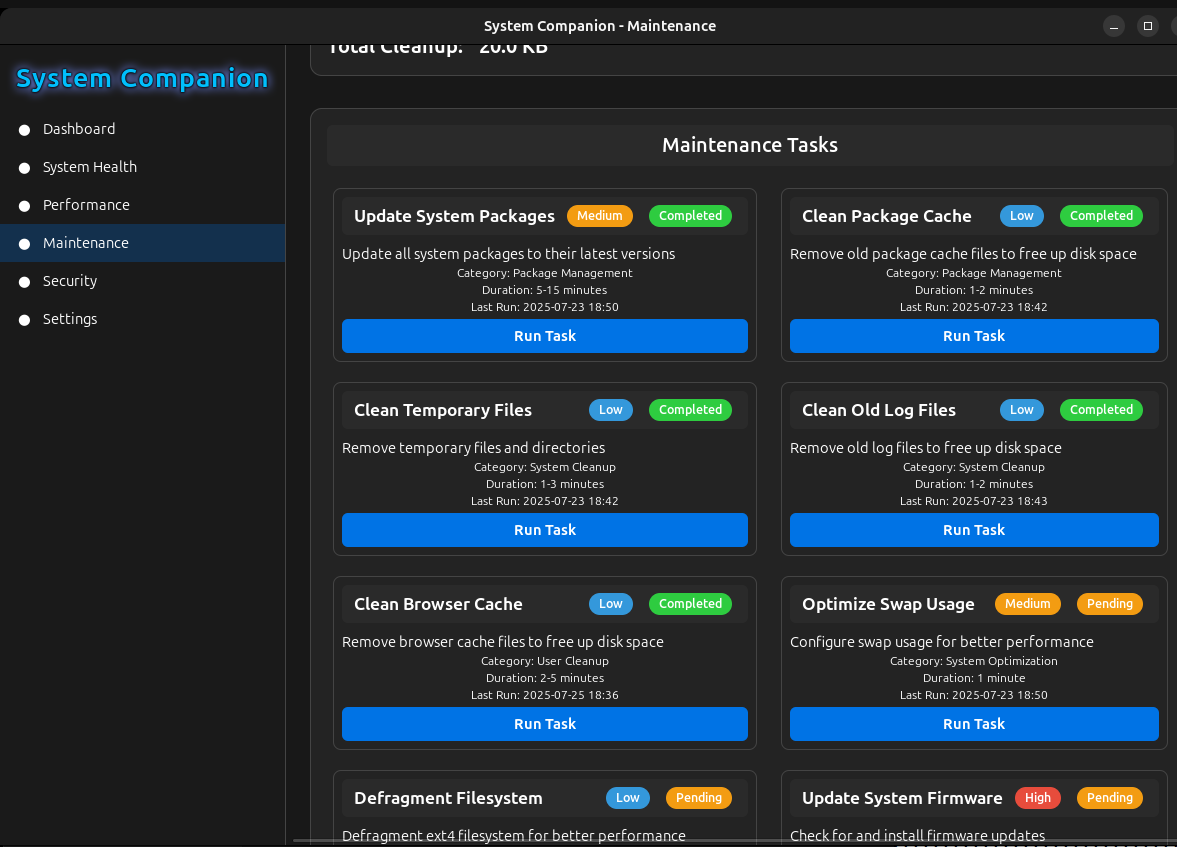 System Companion - Maintenance
Total Cleanup: 20.0 KB
System Companion
Dashboard
System Health
Performance
Maintenance
Security
Settings
Maintenance Tasks
Update System Packages Medium Completed
Update all system packages to their latest versions
Category: Package Management
Duration: 5-15 minutes
Last Run: 2025-07-23 18:50
Run Task
Clean Package Cache Low Completed
Remove old package cache files to free up disk space
Category: Package Management
Duration: 1-2 minutes
Last Run: 2025-07-23 18:42
Run Task
Clean Temporary Files Low Completed
Remove temporary files and directories
Category: System Cleanup
Duration: 1-3 minutes
Last Run: 2025-07-23 18:42
Run Task
Clean Old Log Files Low Completed
Remove old log files to free up disk space
Category: System Cleanup
Duration: 1-2 minutes
Last Run: 2025-07-23 18:43
Run Task
Clean Browser Cache Low Completed
Remove browser cache files to free up disk space
Category: User Cleanup
Duration: 2-5 minutes
Last Run: 2025-07-25 18:36
Run Task
Optimize Swap Usage Medium Pending
Configure swap usage for better performance
Category: System Optimization
Duration: 1 minute
Last Run: 2025-07-23 18:50
Run Task
Defragment Filesystem Low Pending
Defragment ext4 filesystem for better performance
Update System Firmware High Pending
Check for and install firmware updates